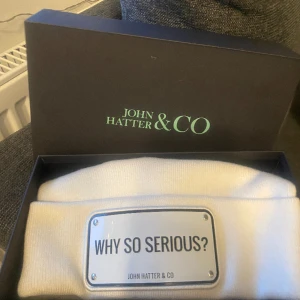 JOHN
HATTER & CO
WHY SO SERIOUS?
JOHN HATTER & CO